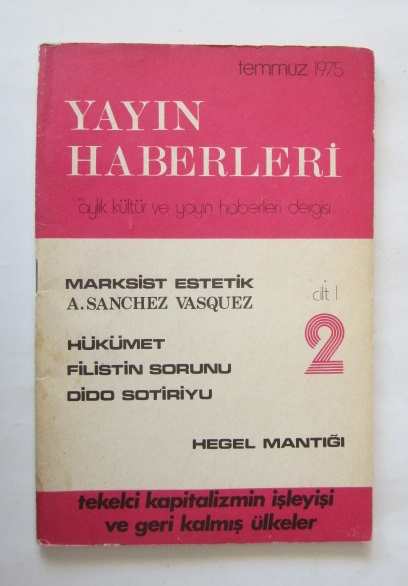 temmuz 1975
YAYIN
HABERLERİ
aylık kültür ve yayın haberleri dergisi
MARKSİST ESTETİK
A. SANCHEZ VASQUEZ
cilt 1
2
HÜKÜMET
FİLİSTİN SORUNU
DİDO SOTİRİYU
HEGEL MANTIĞI
tekelci kapitalizmin işleyişi
ve geri kalmış ülkeler